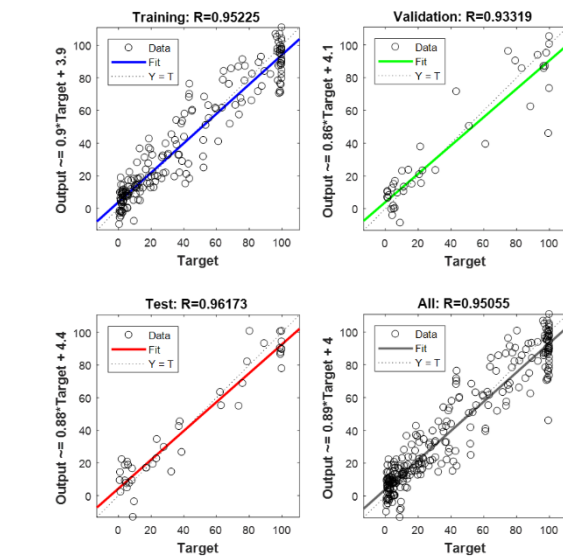 Training: R=0.95225
Output ~= 0.9*Target + 3.9
100
80
60
40
20
0
Data
Fit
Y = T
0 20 40 60 80 100
Target
Validation: R=0.93319
Output ~= 0.86*Target + 4.1
100
80
60
40
20
0
Data
Fit
Y = T
0 20 40 60 80 100
Target
Test: R=0.96173
Output ~= 0.88*Target + 4.4
100
80
60
40
20
0
Data
Fit
Y = T
0 20 40 60 80 100
Target
All: R=0.95055
Output ~= 0.89*Target + 4
100
80
60
40
20
0
Data
Fit
Y = T
0 20 40 60 80 100
Target